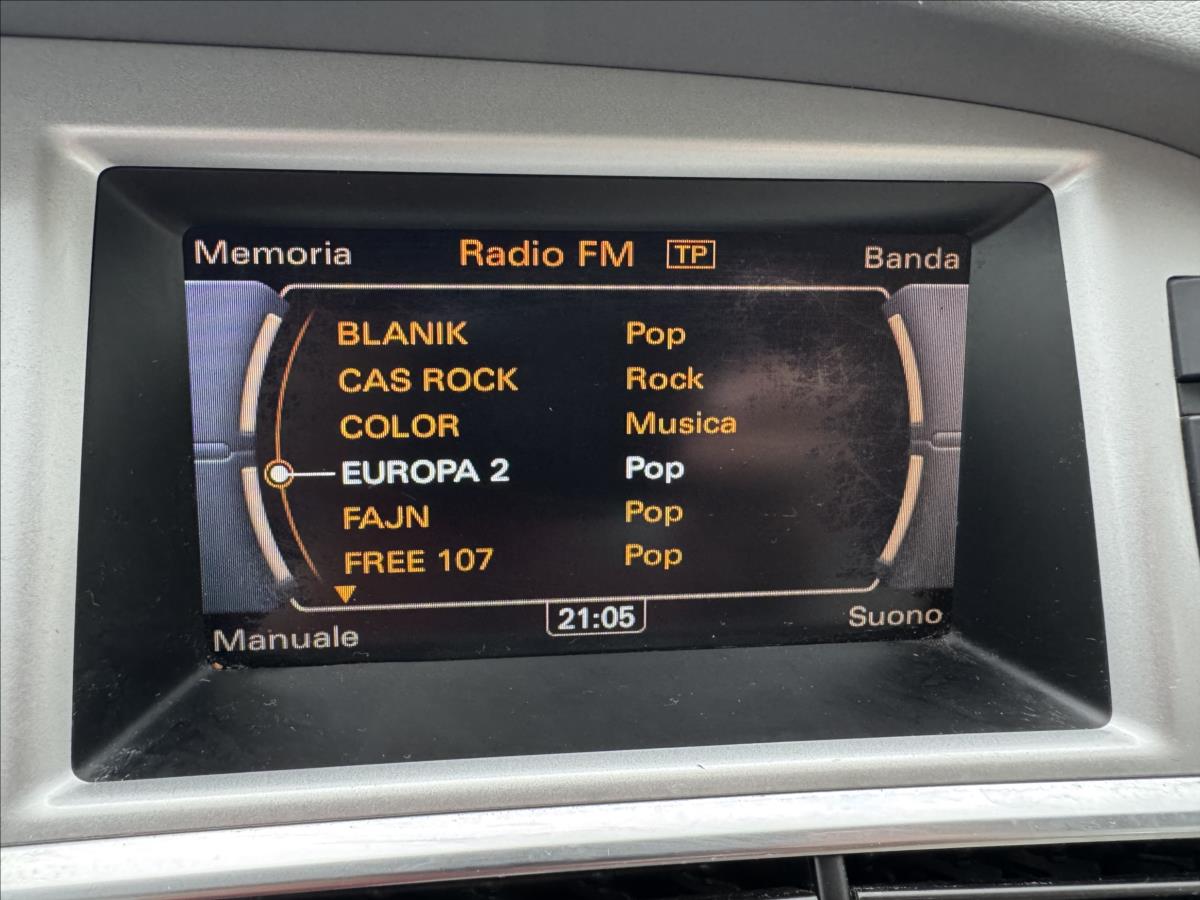 Memoria Radio FM TP Banda
BLANIK Pop
CAS ROCK Rock
COLOR Musica
EUROPA 2 Pop
FAJN Pop
FREE 107 Pop
Manuale 21:05 Suono